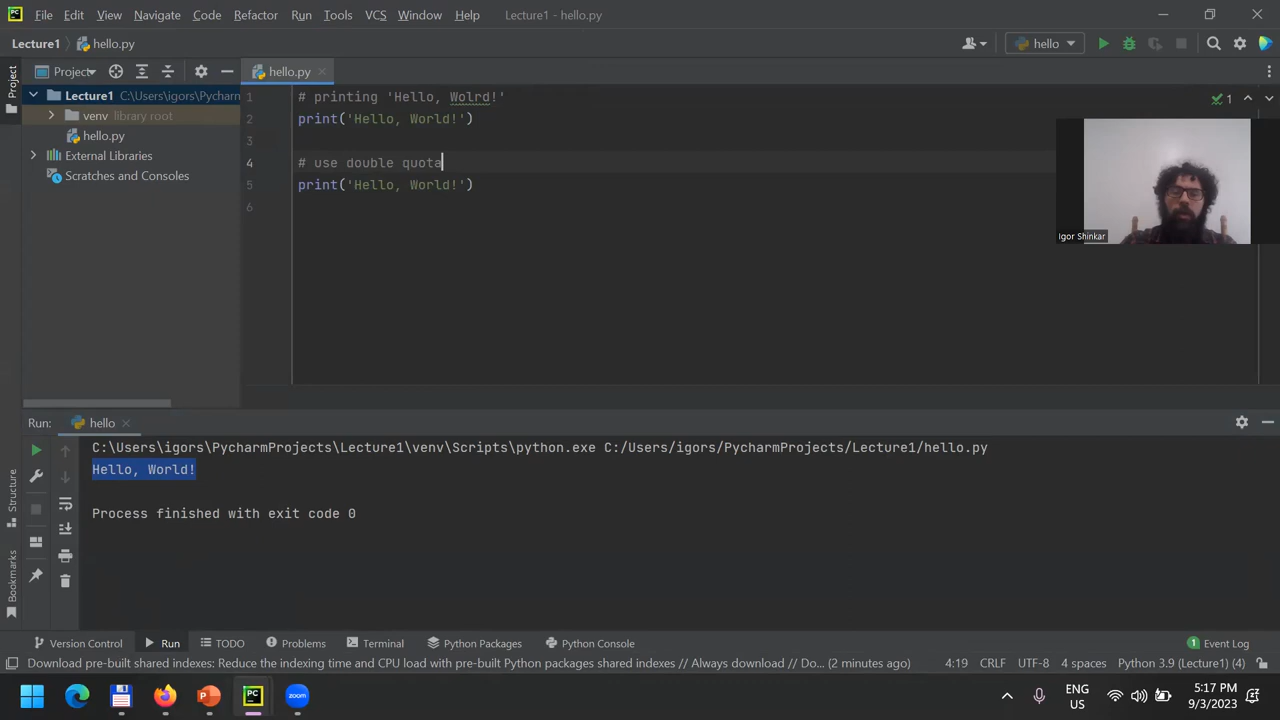 File Edit View Navigate Code Refactor Run Tools VCS Window Help Lecture1 - hello.py
Lecture1 hello.py hello
Project Project hello.py
Lecture1 C:\Users\igors\Pycharm
venv library root
hello.py
External Libraries
Scratches and Consoles
1 # printing 'Hello, Wolrd!' 1
2 print('Hello, World!')
3
4 # use double quota
5 print('Hello, World!')
6
Igor Shinkar
Run: hello
C:\Users\igors\PycharmProjects\Lecture1\venv\Scripts\python.exe C:/Users/igors/PycharmProjects/Lecture1/hello.py
Hello, World!
Process finished with exit code 0
Structure
Bookmarks
Version Control Run TODO Problems Terminal Python Packages Python Console 1 Event Log
Download pre-built shared indexes: Reduce the indexing time and CPU load with pre-built Python packages shared indexes // Always download // Do... (2 minutes ago) 4:19 CRLF UTF-8 4 spaces Python 3.9 (Lecture1) (4)
PC zoom ENG US 5:17 PM 9/3/2023